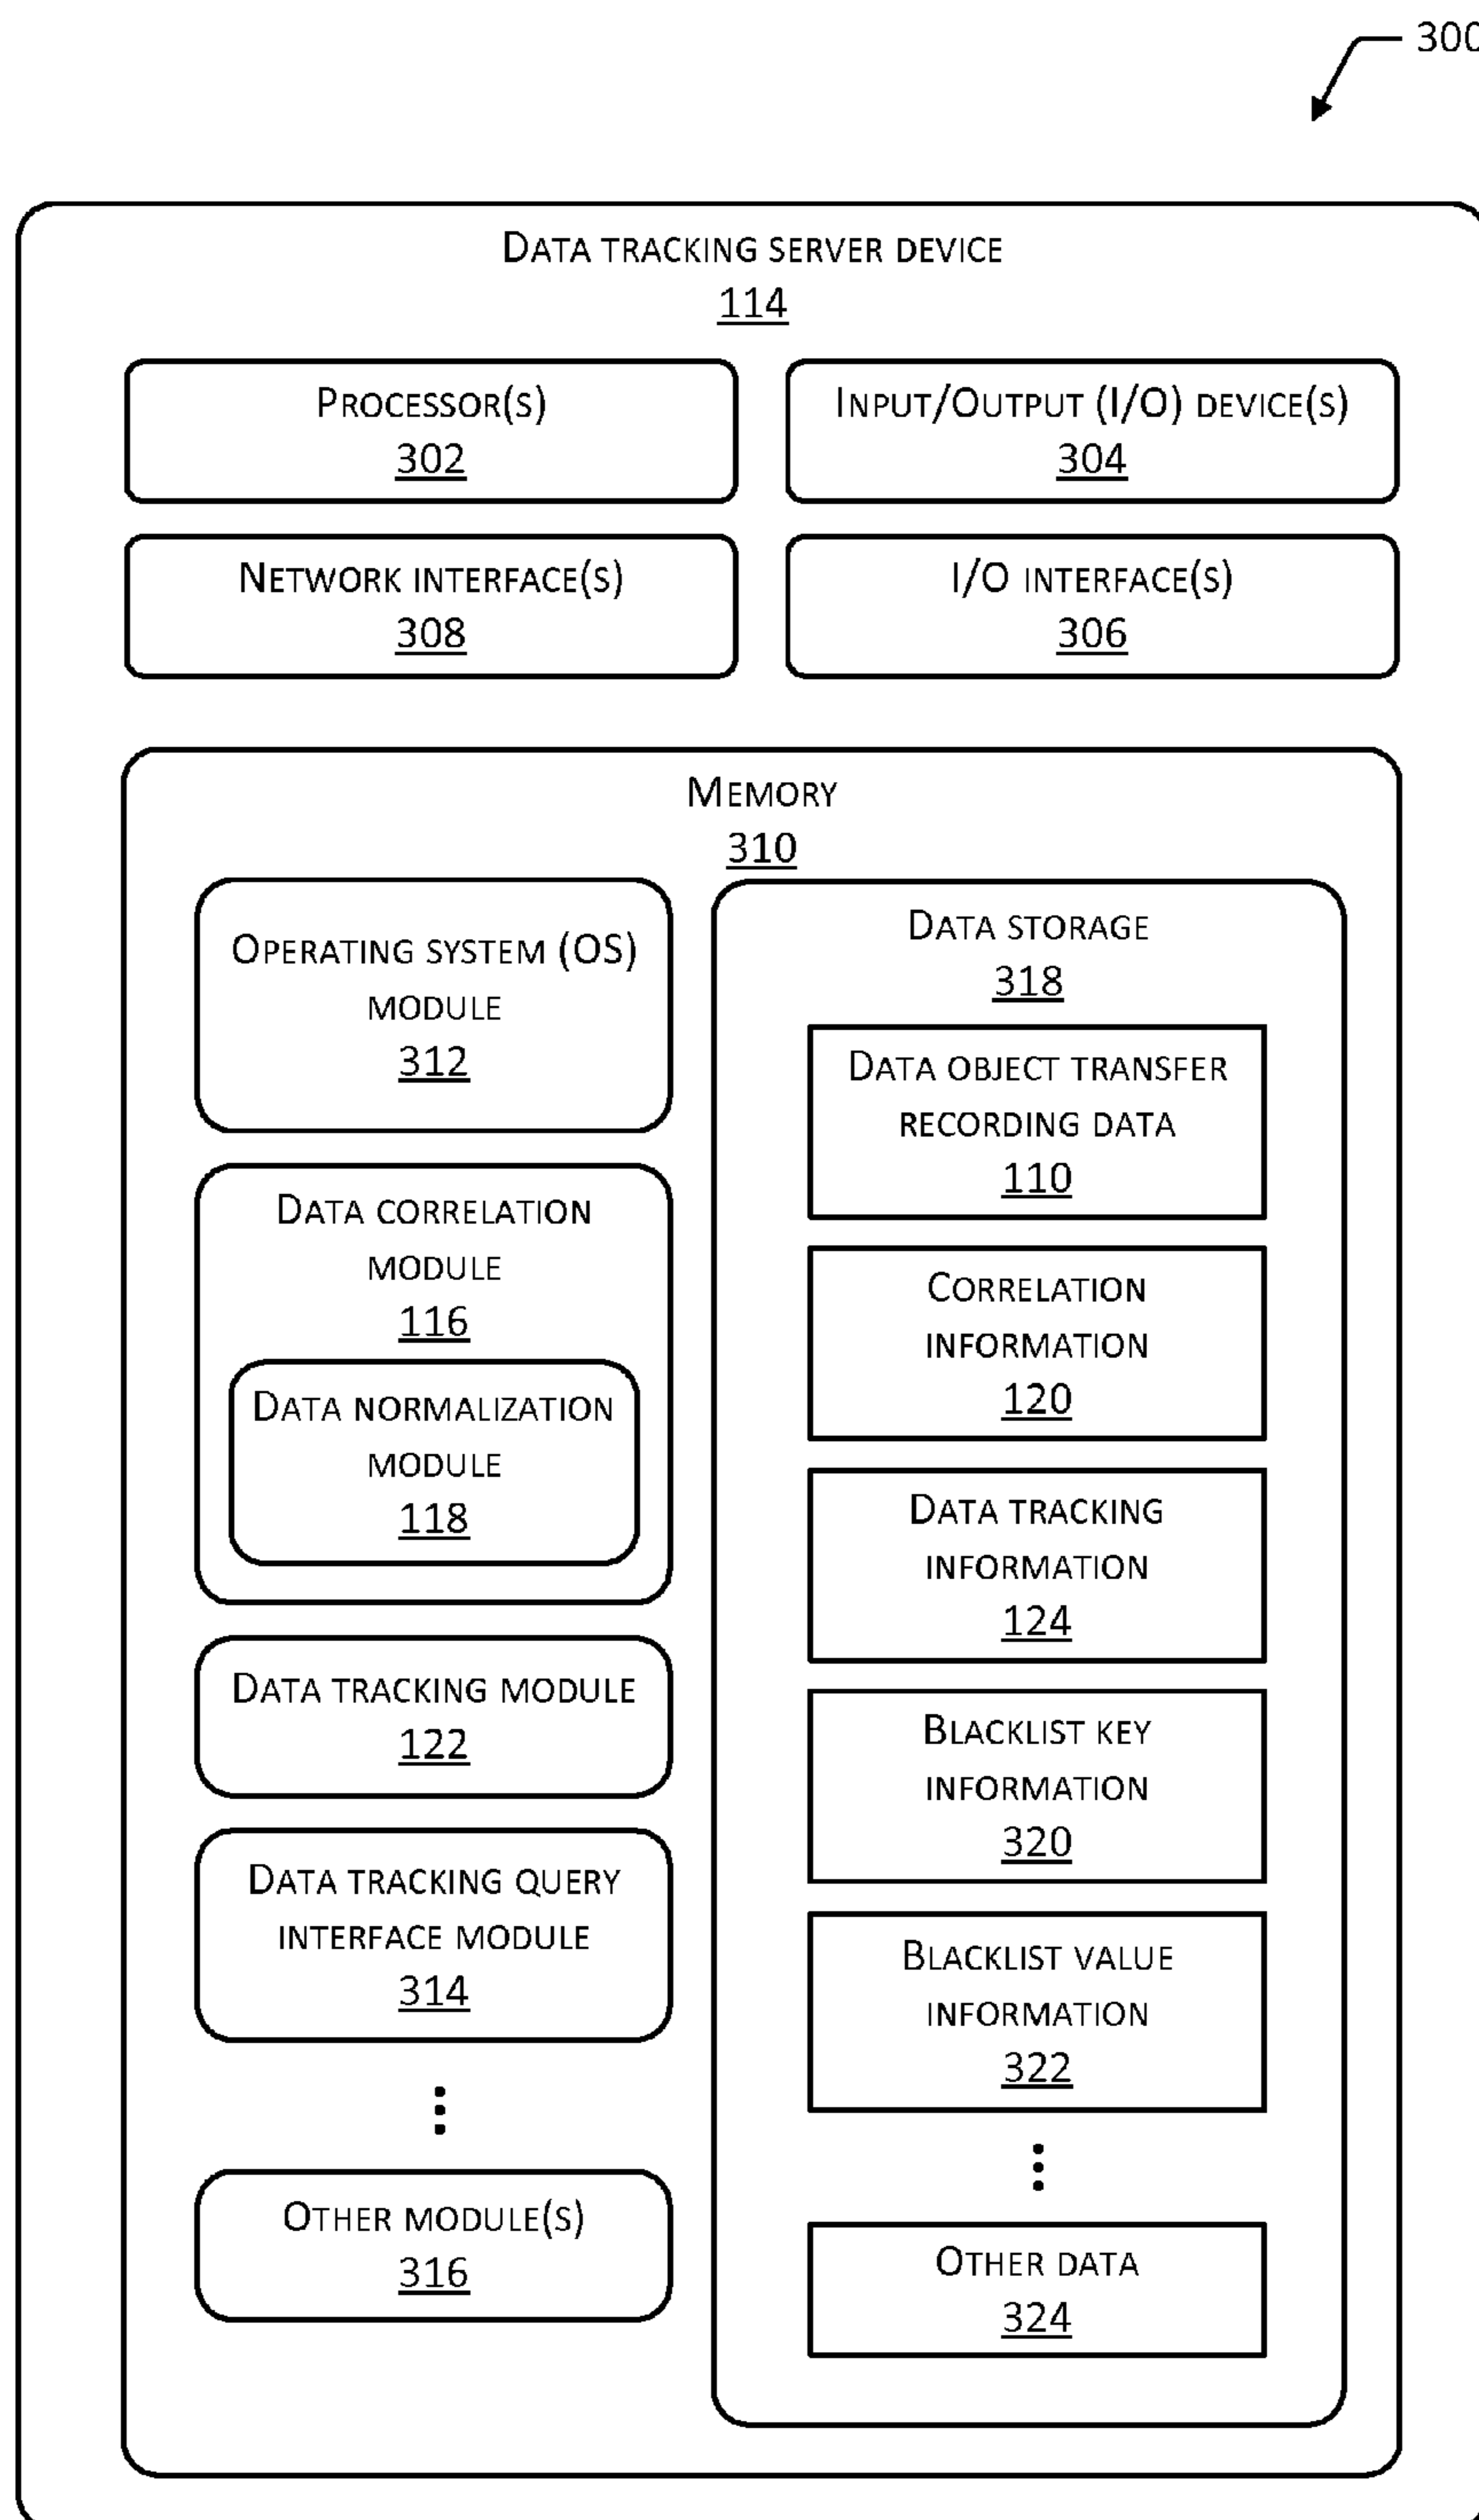 300
DATA TRACKING SERVER DEVICE
114
PROCESSOR(S)
302
INPUT/OUTPUT (I/O) DEVICE(S)
304
NETWORK INTERFACE(S)
308
I/O INTERFACE(S)
306
MEMORY
310
OPERATING SYSTEM (OS)
MODULE
312
DATA CORRELATION
MODULE
116
DATA NORMALIZATION
MODULE
118
DATA TRACKING MODULE
122
DATA TRACKING QUERY
INTERFACE MODULE
314
OTHER MODULE(S)
316
DATA STORAGE
318
DATA OBJECT TRANSFER
RECORDING DATA
110
CORRELATION
INFORMATION
120
DATA TRACKING
INFORMATION
124
BLACKLIST KEY
INFORMATION
320
BLACKLIST VALUE
INFORMATION
322
OTHER DATA
324